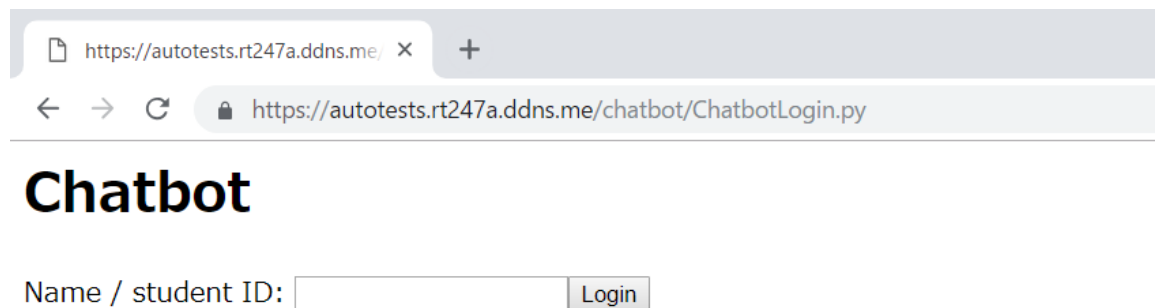 https://autotests.rt247a.ddns.me/
https://autotests.rt247a.ddns.me/chatbot/ChatbotLogin.py
Chatbot
Name / student ID: Login